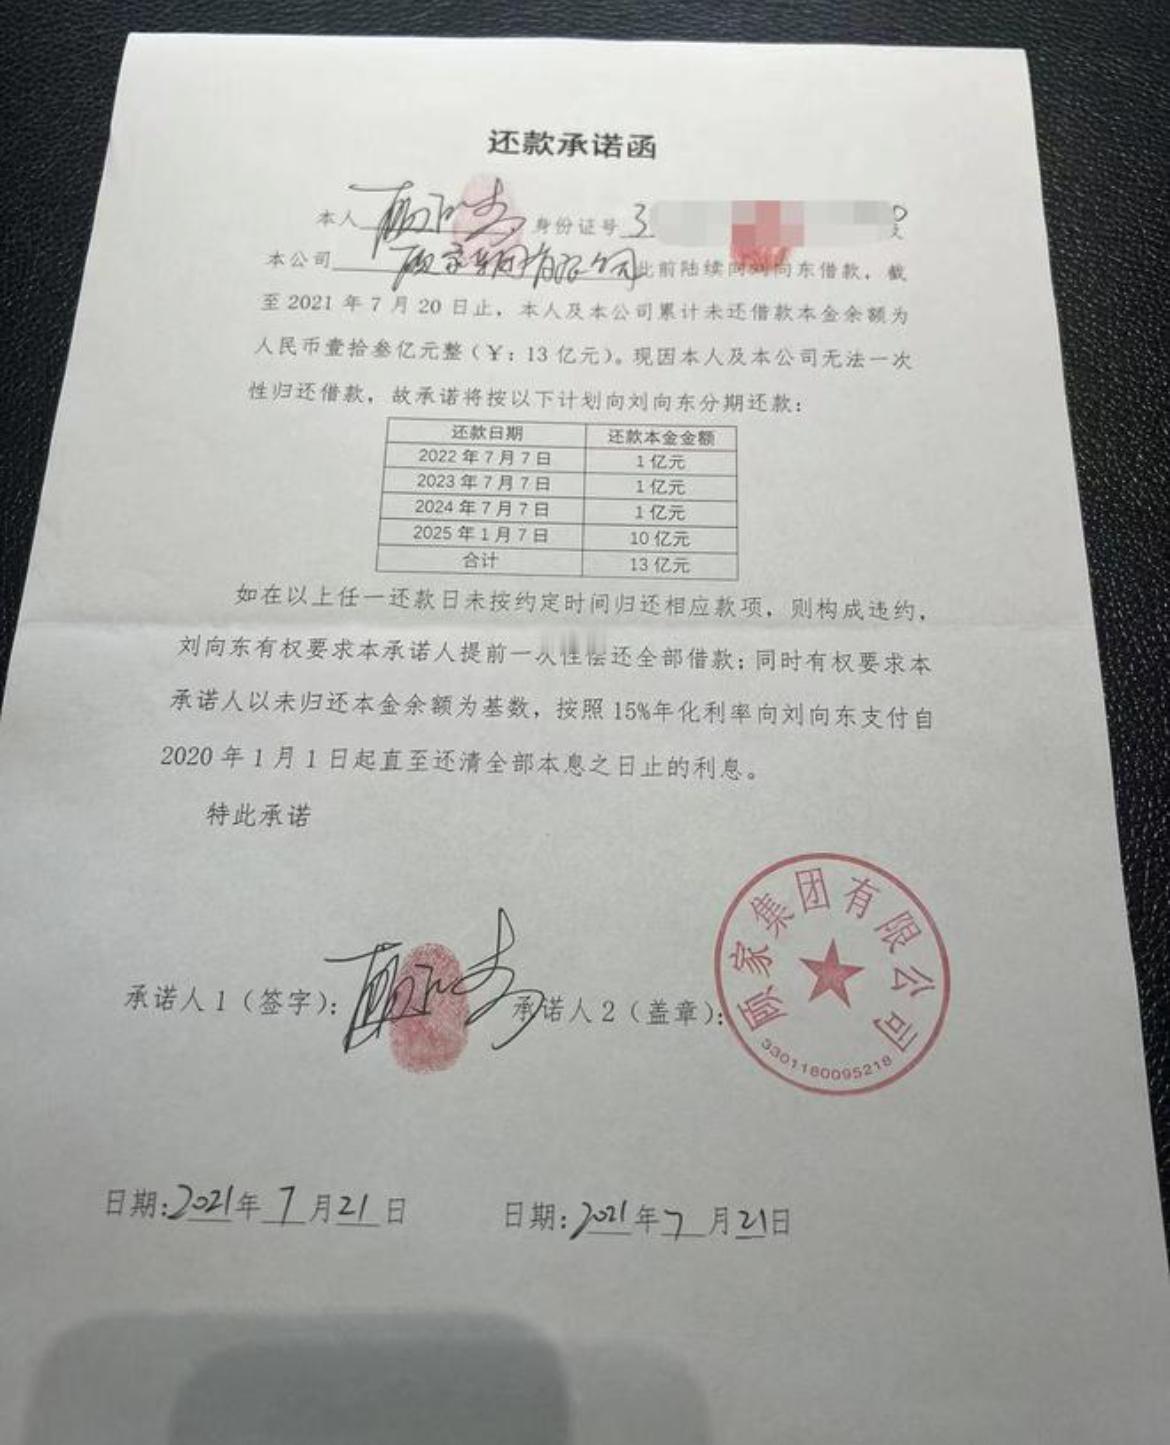 还款承诺函
本人 身份证号 3 0 及
本公司 顾家集团有限公司 此前陆续向刘向东借款，截
至 2021 年 7 月 20 日止，本人及本公司累计未还借款本金余额为
人民币壹拾叁亿元整（¥：13 亿元）。现因本人及本公司无法一次
性归还借款，故承诺将按以下计划向刘向东分期还款：
还款日期 还款本金金额
2022 年 7 月 7 日 1 亿元
2023 年 7 月 7 日 1 亿元
2024 年 7 月 7 日 1 亿元
2025 年 1 月 7 日 10 亿元
合计 13 亿元
如在以上任一还款日未按约定时间归还相应款项，则构成违约，
刘向东有权要求本承诺人提前一次性偿还全部借款；同时有权要求本
承诺人以未归还本金余额为基数，按照 15%年化利率向刘向东支付自
2020 年 1 月 1 日起直至还清全部本息之日止的利息。
特此承诺
承诺人 1（签字）： 承诺人 2（盖章）：
顾家集团有限公司
3301180095218
日期：2021年 7 月 21 日 日期：2021年 7 月 21日